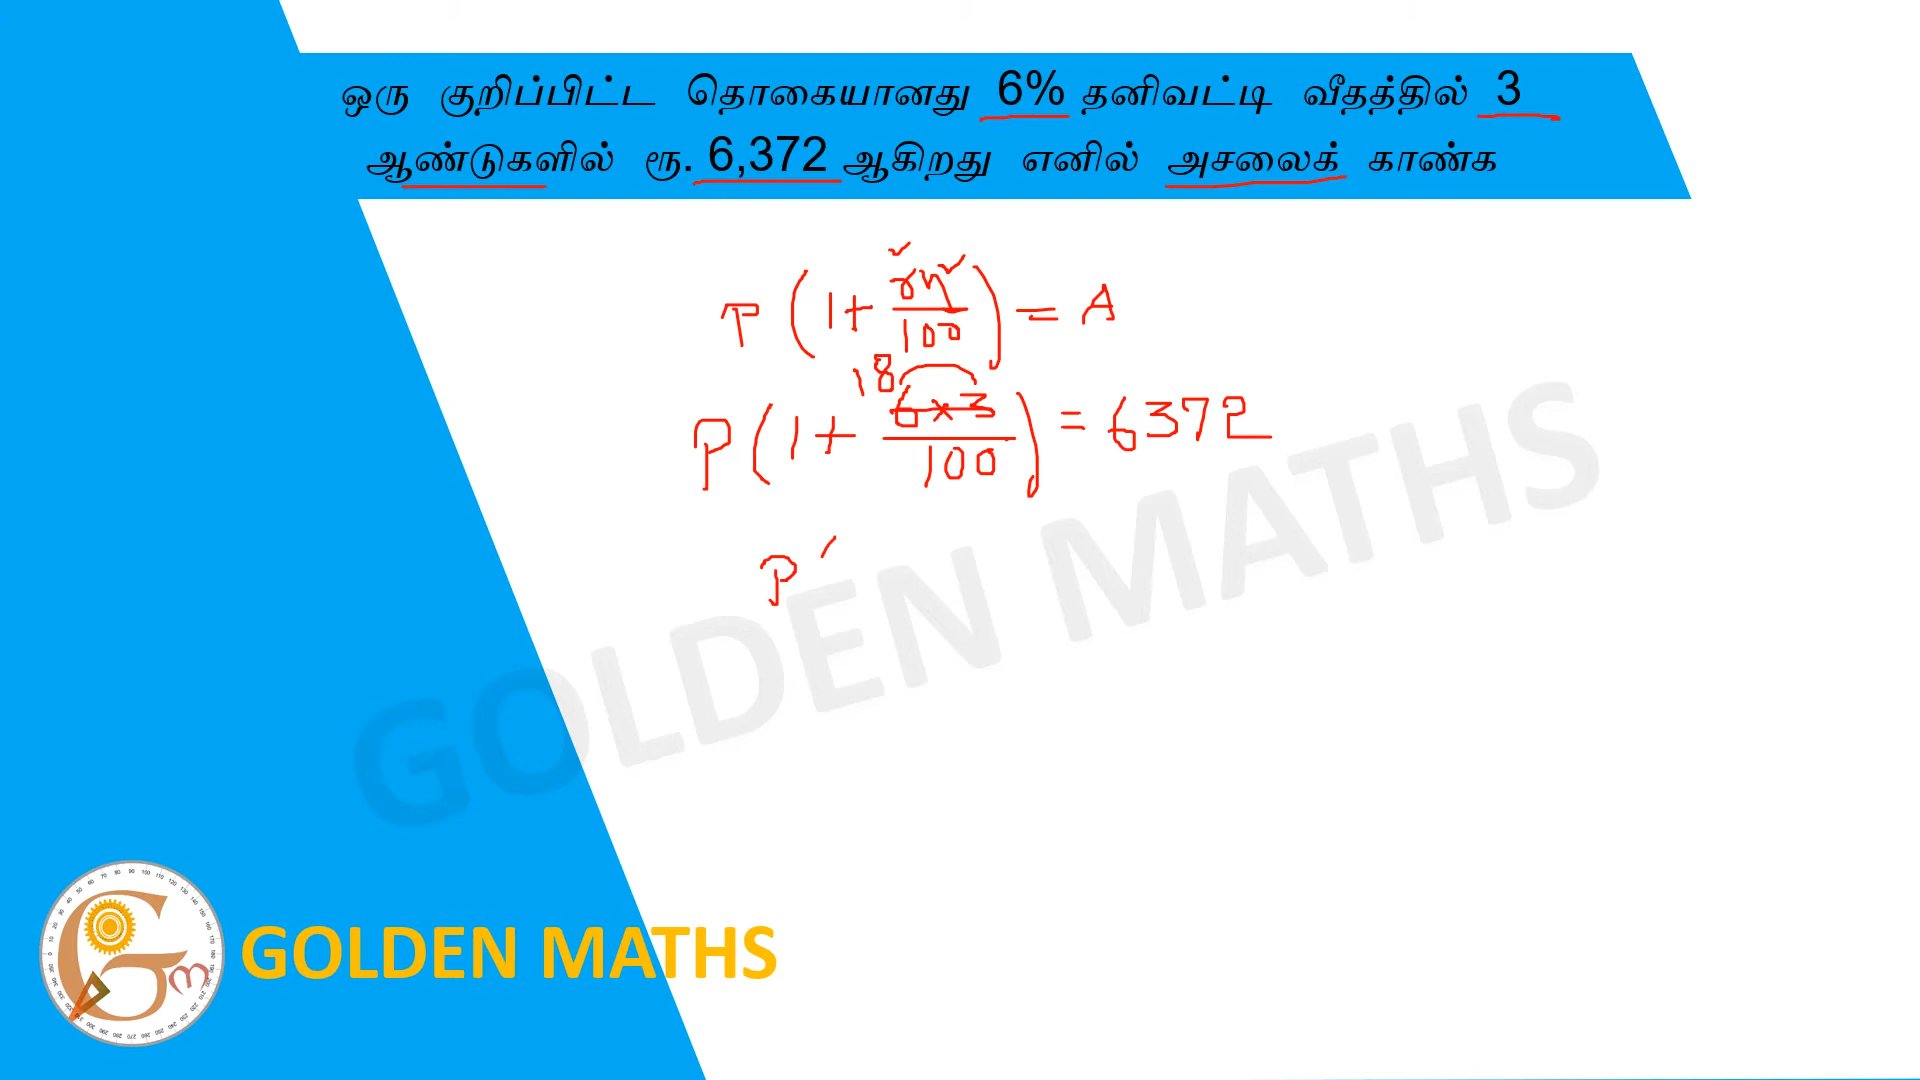 ஒரு குறிப்பிட்ட தொகையானது 6% தனிவட்டி வீதத்தில் 3
ஆண்டுகளில் ரூ. 6,372 ஆகிறது எனில் அசலைக் காண்க
P (1 + rn/100) = A
18
P (1 + 6 × 3/100) = 6372
P (
GOLDEN MATHS
GOLDEN MATHS